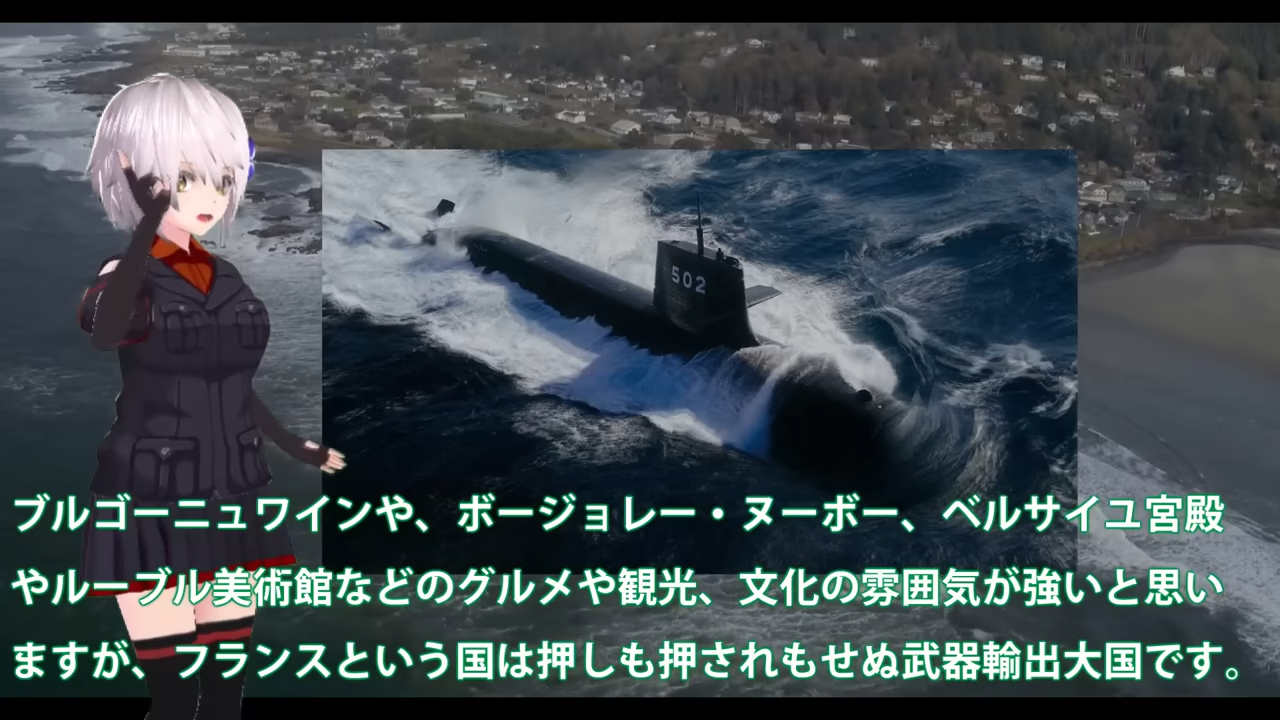 502
ブルゴーニュワインや、ボージョレー・ヌーボー、ベルサイユ宮殿
やルーブル美術館などのグルメや観光、文化の雰囲気が強いと思い
ますが、フランスという国は押しも押されもせぬ武器輸出大国です。